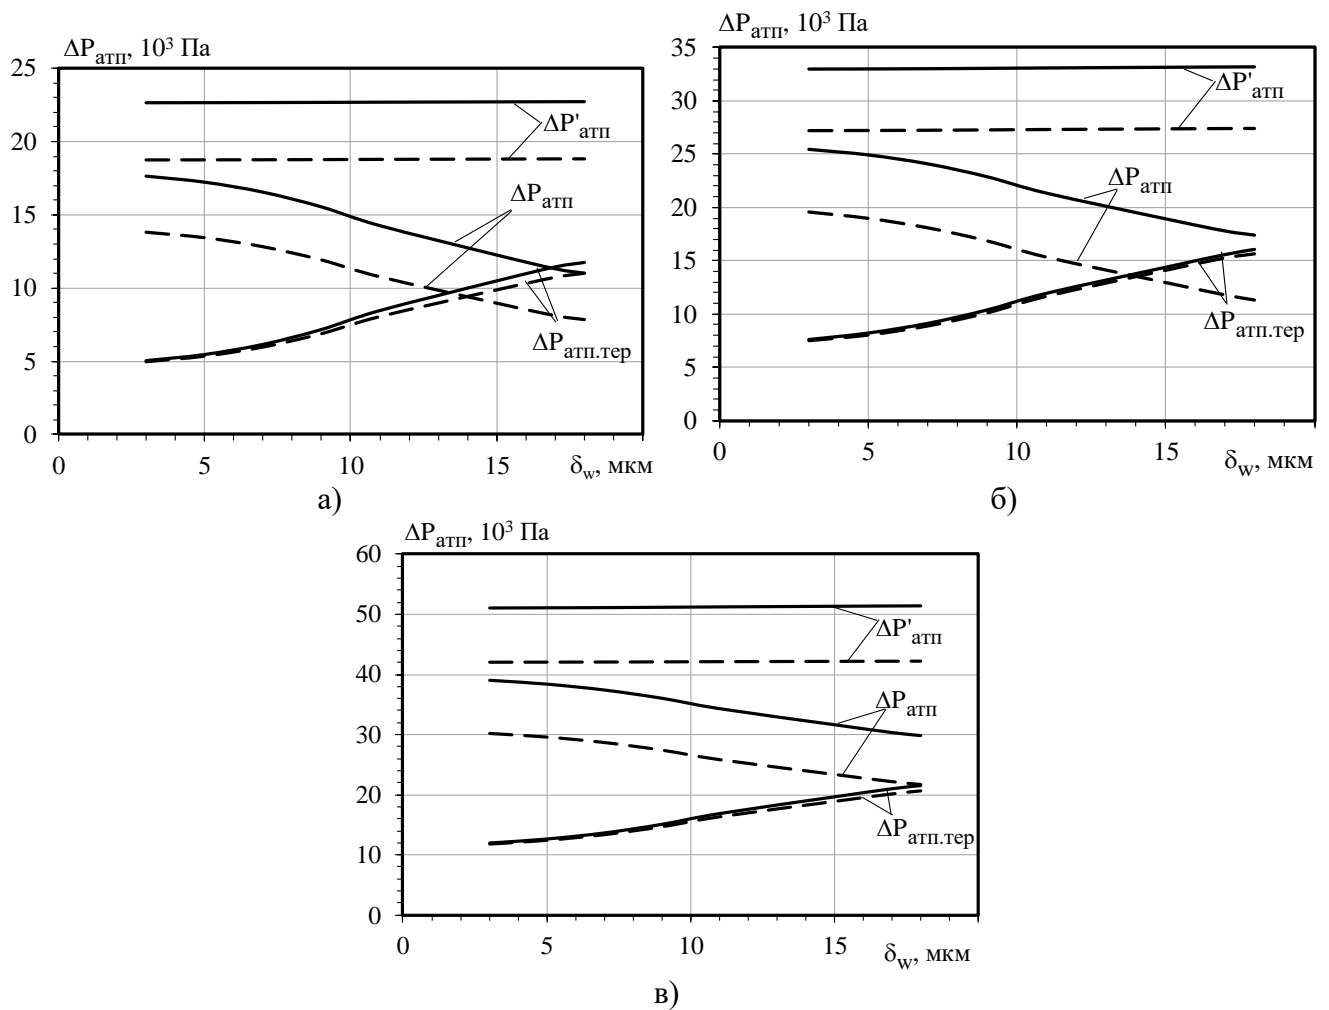 ΔPатп, 10³ Па
25
20
15
10
5
0
0 5 10 15 δw, мкм
ΔP'атп
ΔPатп
ΔPатп.тер
а)
ΔPатп, 10³ Па
35
30
25
20
15
10
5
0
0 5 10 15 δw, мкм
ΔP'атп
ΔPатп
ΔPатп.тер
б)
ΔPатп, 10³ Па
60
50
40
30
20
10
0
0 5 10 15 δw, мкм
ΔP'атп
ΔPатп
ΔPатп.тер
в)